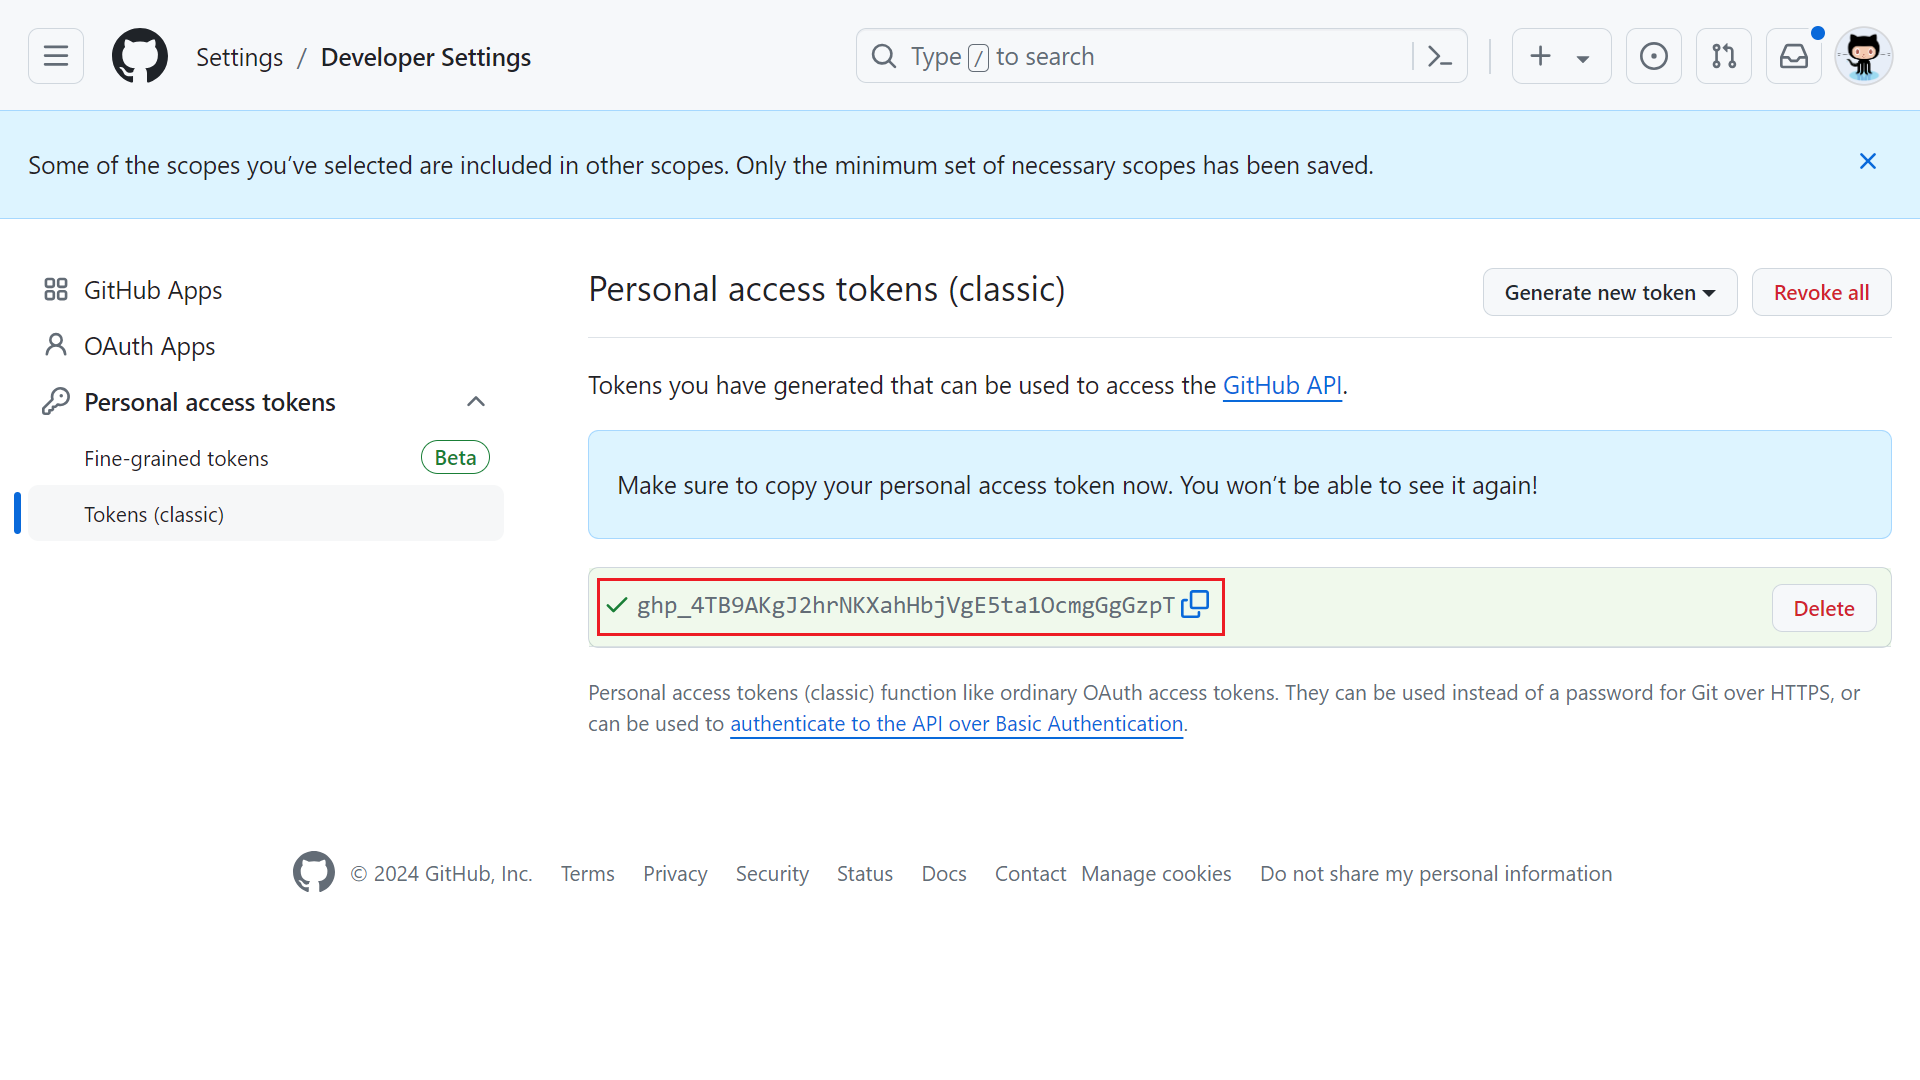 Settings / Developer Settings
Type / to search
Some of the scopes you’ve selected are included in other scopes. Only the minimum set of necessary scopes has been saved.
GitHub Apps
OAuth Apps
Personal access tokens
Fine-grained tokens Beta
Tokens (classic)
Personal access tokens (classic)
Generate new token
Revoke all
Tokens you have generated that can be used to access the GitHub API.
Make sure to copy your personal access token now. You won’t be able to see it again!
ghp_4TB9AKgJ2hrNKXahHbjVgE5ta1OcmgGgGzpT
Delete
Personal access tokens (classic) function like ordinary OAuth access tokens. They can be used instead of a password for Git over HTTPS, or
can be used to authenticate to the API over Basic Authentication.
© 2024 GitHub, Inc. Terms Privacy Security Status Docs Contact Manage cookies Do not share my personal information